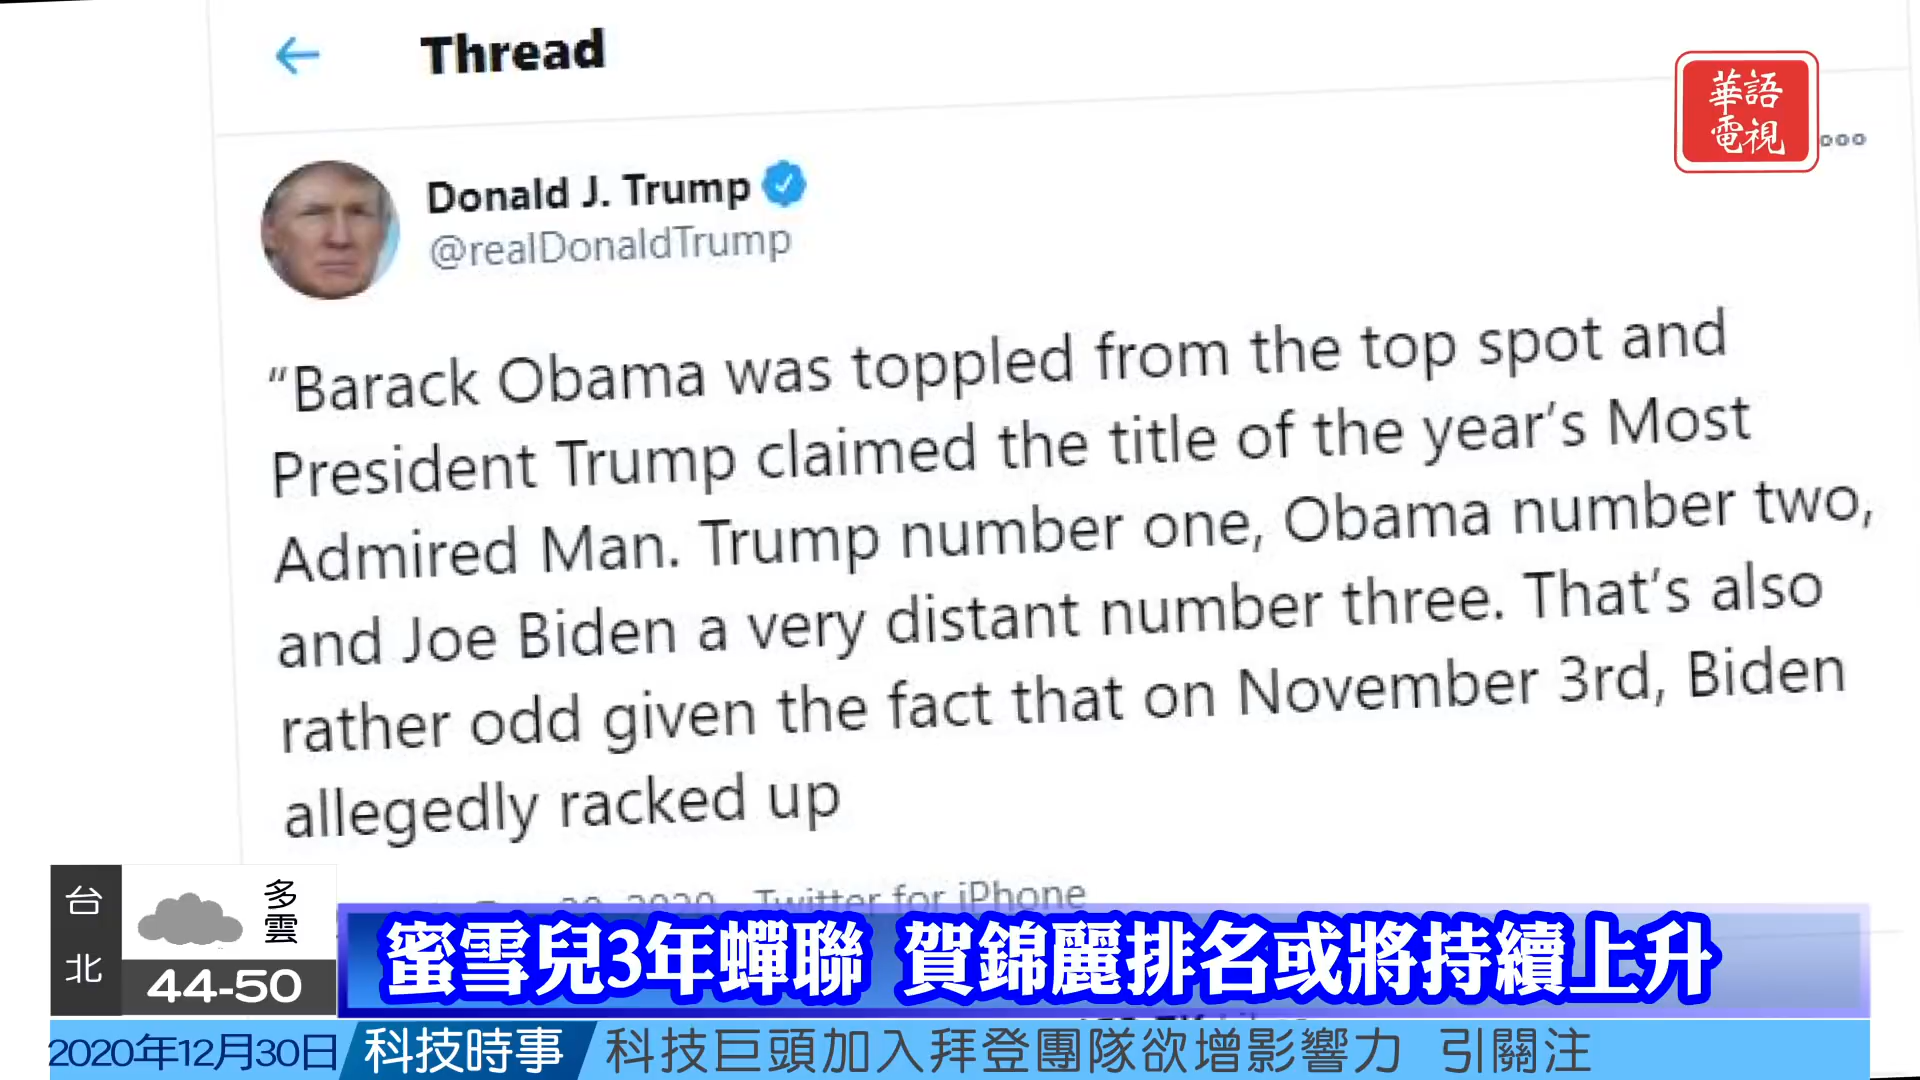 Thread
華語
電視
Donald J. Trump
@realDonaldTrump
“Barack Obama was toppled from the top spot and
President Trump claimed the title of the year’s Most
Admired Man. Trump number one, Obama number two,
and Joe Biden a very distant number three. That’s also
rather odd given the fact that on November 3rd, Biden
allegedly racked up
2020 Twitter for iPhone
台北
多雲
44-50
蜜雪兒3年蟬聯 賀錦麗排名或將持續上升
2020年12月30日 科技時事 科技巨頭加入拜登團隊欲增影響力 引關注